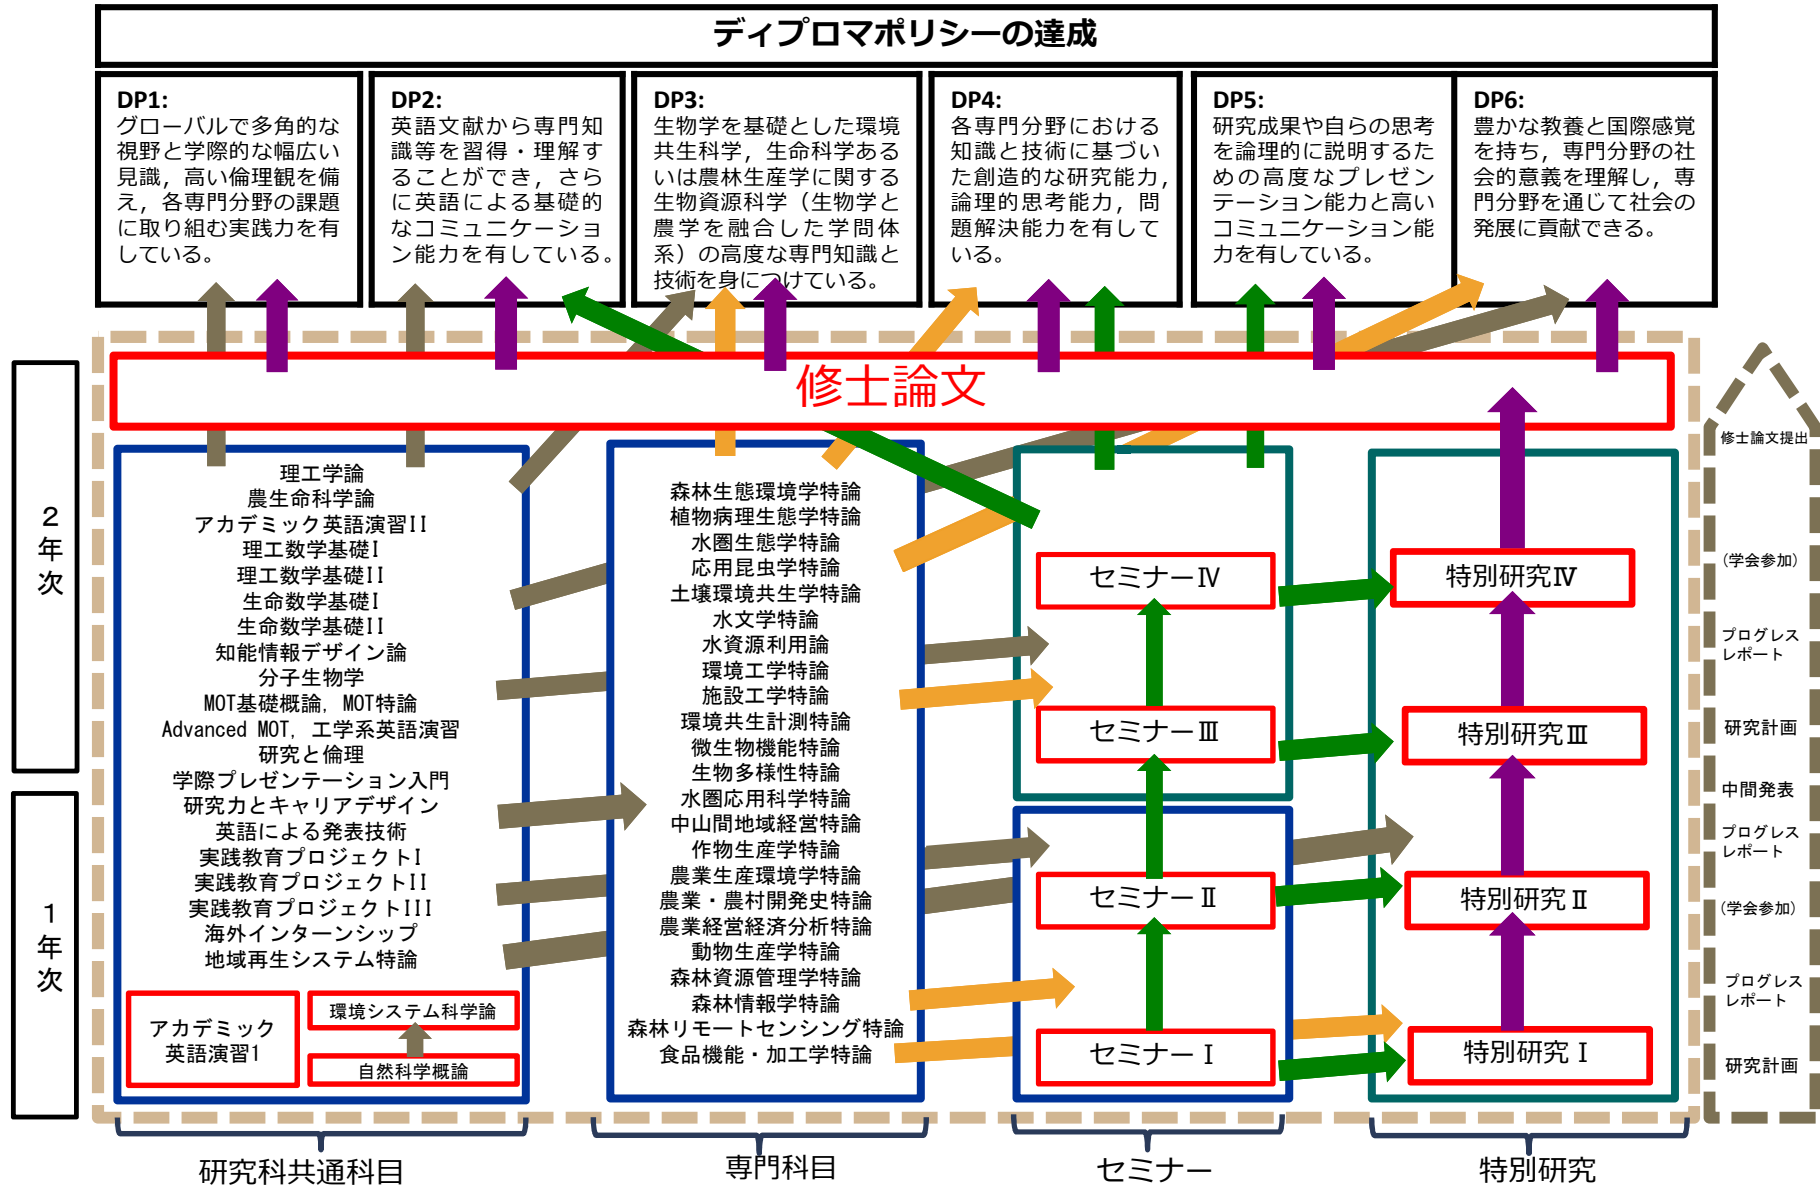 ディプロマポリシーの達成
DP1:
グローバルで多角的な
視野と学際的な幅広い
見識，高い倫理観を備
え，各専門分野の課題
に取り組む実践力を有
している。
DP2:
英語文献から専門知
識等を習得・理解す
ることができ，さら
に英語による基礎的
なコミュニケーショ
ン能力を有している。
DP3:
生物学を基礎とした環境
共生科学，生命科学ある
いは農林生産学に関する
生物資源科学（生物学と
農学を融合した学問体
系）の高度な専門知識と
技術を身につけている。
DP4:
各専門分野における
知識と技術に基づい
た創造的な研究能力，
論理的思考能力，問
題解決能力を有して
いる。
DP5:
研究成果や自らの思考
を論理的に説明するた
めの高度なプレゼン
テーション能力と高い
コミュニケーション能
力を有している。
DP6:
豊かな教養と国際感覚
を持ち，専門分野の社
会的意義を理解し，専
門分野を通じて社会の
発展に貢献できる。
修士論文
2年次
1年次
理工学論
農生命科学論
アカデミック英語演習II
理工数学基礎I
理工数学基礎II
生命数学基礎I
生命数学基礎II
知能情報デザイン論
分子生物学
MOT基礎概論，MOT特論
Advanced MOT，工学系英語演習
研究と倫理
学際プレゼンテーション入門
研究力とキャリアデザイン
英語による発表技術
実践教育プロジェクトI
実践教育プロジェクトII
実践教育プロジェクトIII
海外インターンシップ
地域再生システム特論
アカデミック
英語演習1
環境システム科学論
自然科学概論
森林生態環境学特論
植物病理生態学特論
水圏生態学特論
応用昆虫学特論
土壌環境共生学特論
水文学特論
水資源利用論
環境工学特論
施設工学特論
環境共生計測特論
微生物機能特論
生物多様性特論
水圏応用科学特論
中山間地域経営特論
作物生産学特論
農業生産環境学特論
農業・農村開発史特論
農業経営経済分析特論
動物生産学特論
森林資源管理学特論
森林情報学特論
森林リモートセンシング特論
食品機能・加工学特論
セミナーⅣ
セミナーⅢ
セミナーⅡ
セミナーⅠ
特別研究Ⅳ
特別研究Ⅲ
特別研究Ⅱ
特別研究Ⅰ
修士論文提出
(学会参加)
プログレス
レポート
研究計画
中間発表
プログレス
レポート
(学会参加)
プログレス
レポート
研究計画
研究科共通科目
専門科目
セミナー
特別研究